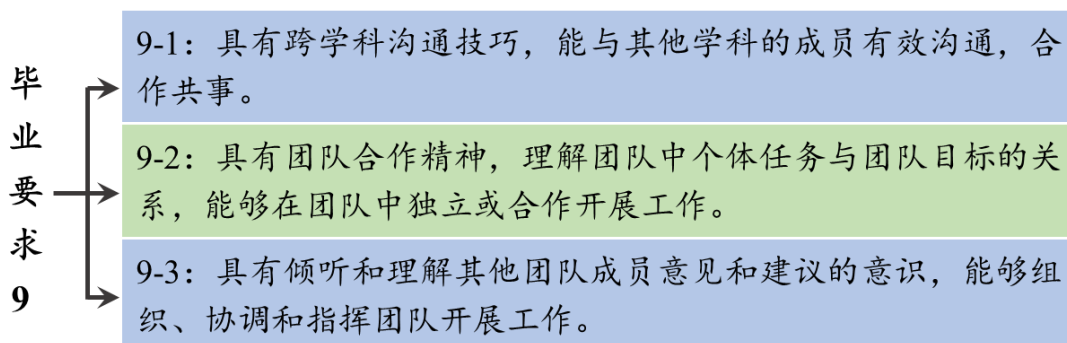 毕业要求9
9-1：具有跨学科沟通技巧，能与其他学科的成员有效沟通，合
作共事。
9-2：具有团队合作精神，理解团队中个体任务与团队目标的关
系，能够在团队中独立或合作开展工作。
9-3：具有倾听和理解其他团队成员意见和建议的意识，能够组
织、协调和指挥团队开展工作。